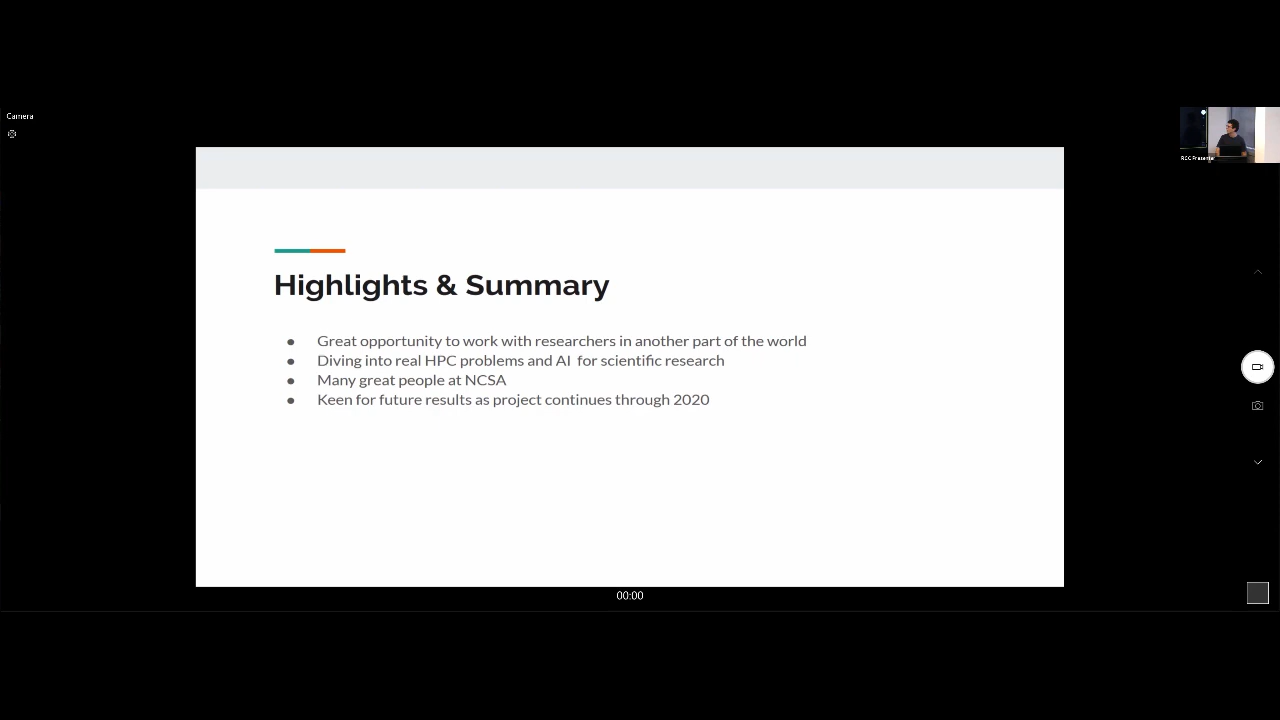 Camera
RCC Presenter
Highlights & Summary
● Great opportunity to work with researchers in another part of the world
● Diving into real HPC problems and AI for scientific research
● Many great people at NCSA
● Keen for future results as project continues through 2020
00:00